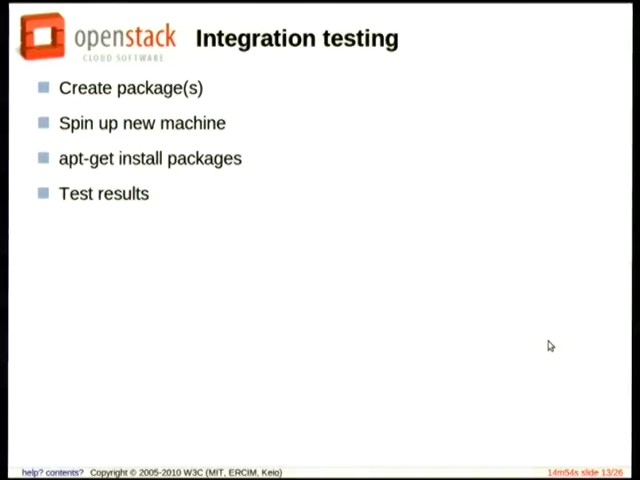 openstack
CLOUD SOFTWARE
Integration testing
Create package(s)
Spin up new machine
apt-get install packages
Test results
help? contents? Copyright © 2005-2010 W3C (MIT, ERCIM, Keio)
14m54s slide 13/26